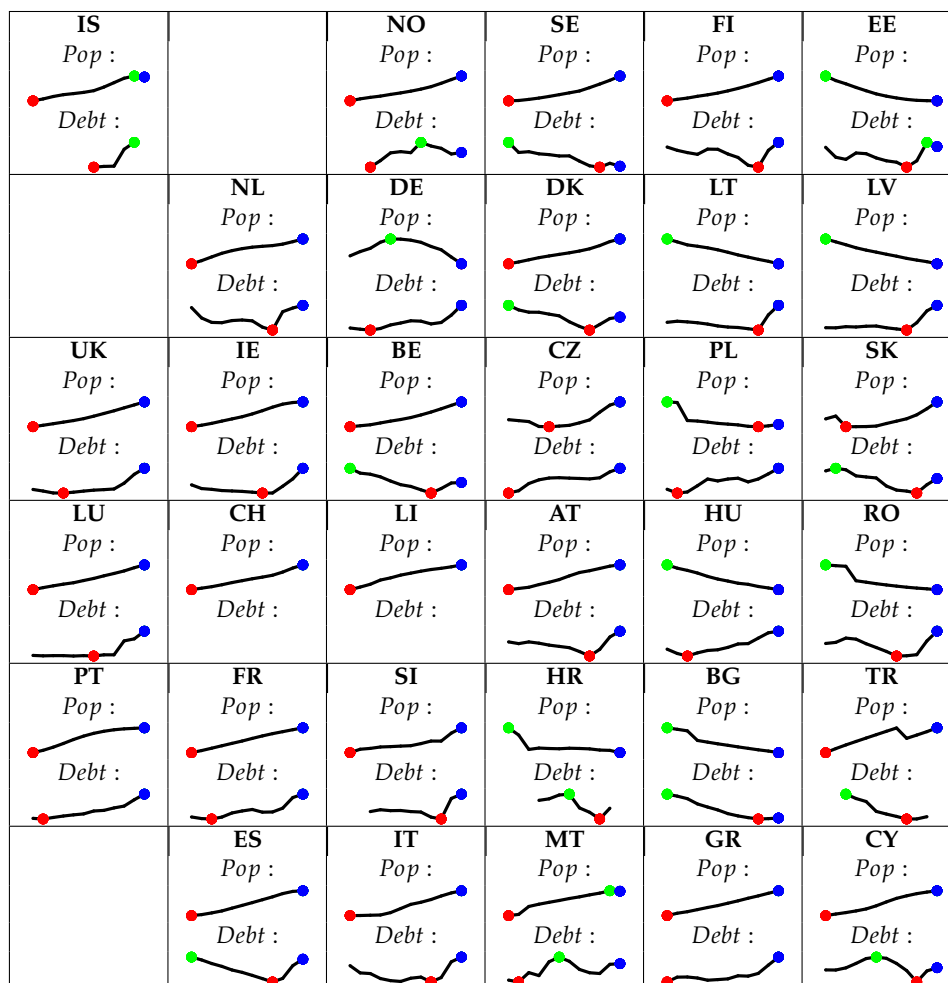 IS NO SE FI EE
Pop : Pop : Pop : Pop : Pop :
Debt : Debt : Debt : Debt : Debt :
NL DE DK LT LV
Pop : Pop : Pop : Pop : Pop :
Debt : Debt : Debt : Debt : Debt :
UK IE BE CZ PL SK
Pop : Pop : Pop : Pop : Pop : Pop :
Debt : Debt : Debt : Debt : Debt : Debt :
LU CH LI AT HU RO
Pop : Pop : Pop : Pop : Pop : Pop :
Debt : Debt : Debt : Debt : Debt : Debt :
PT FR SI HR BG TR
Pop : Pop : Pop : Pop : Pop : Pop :
Debt : Debt : Debt : Debt : Debt : Debt :
ES IT MT GR CY
Pop : Pop : Pop : Pop : Pop :
Debt : Debt : Debt : Debt : Debt :